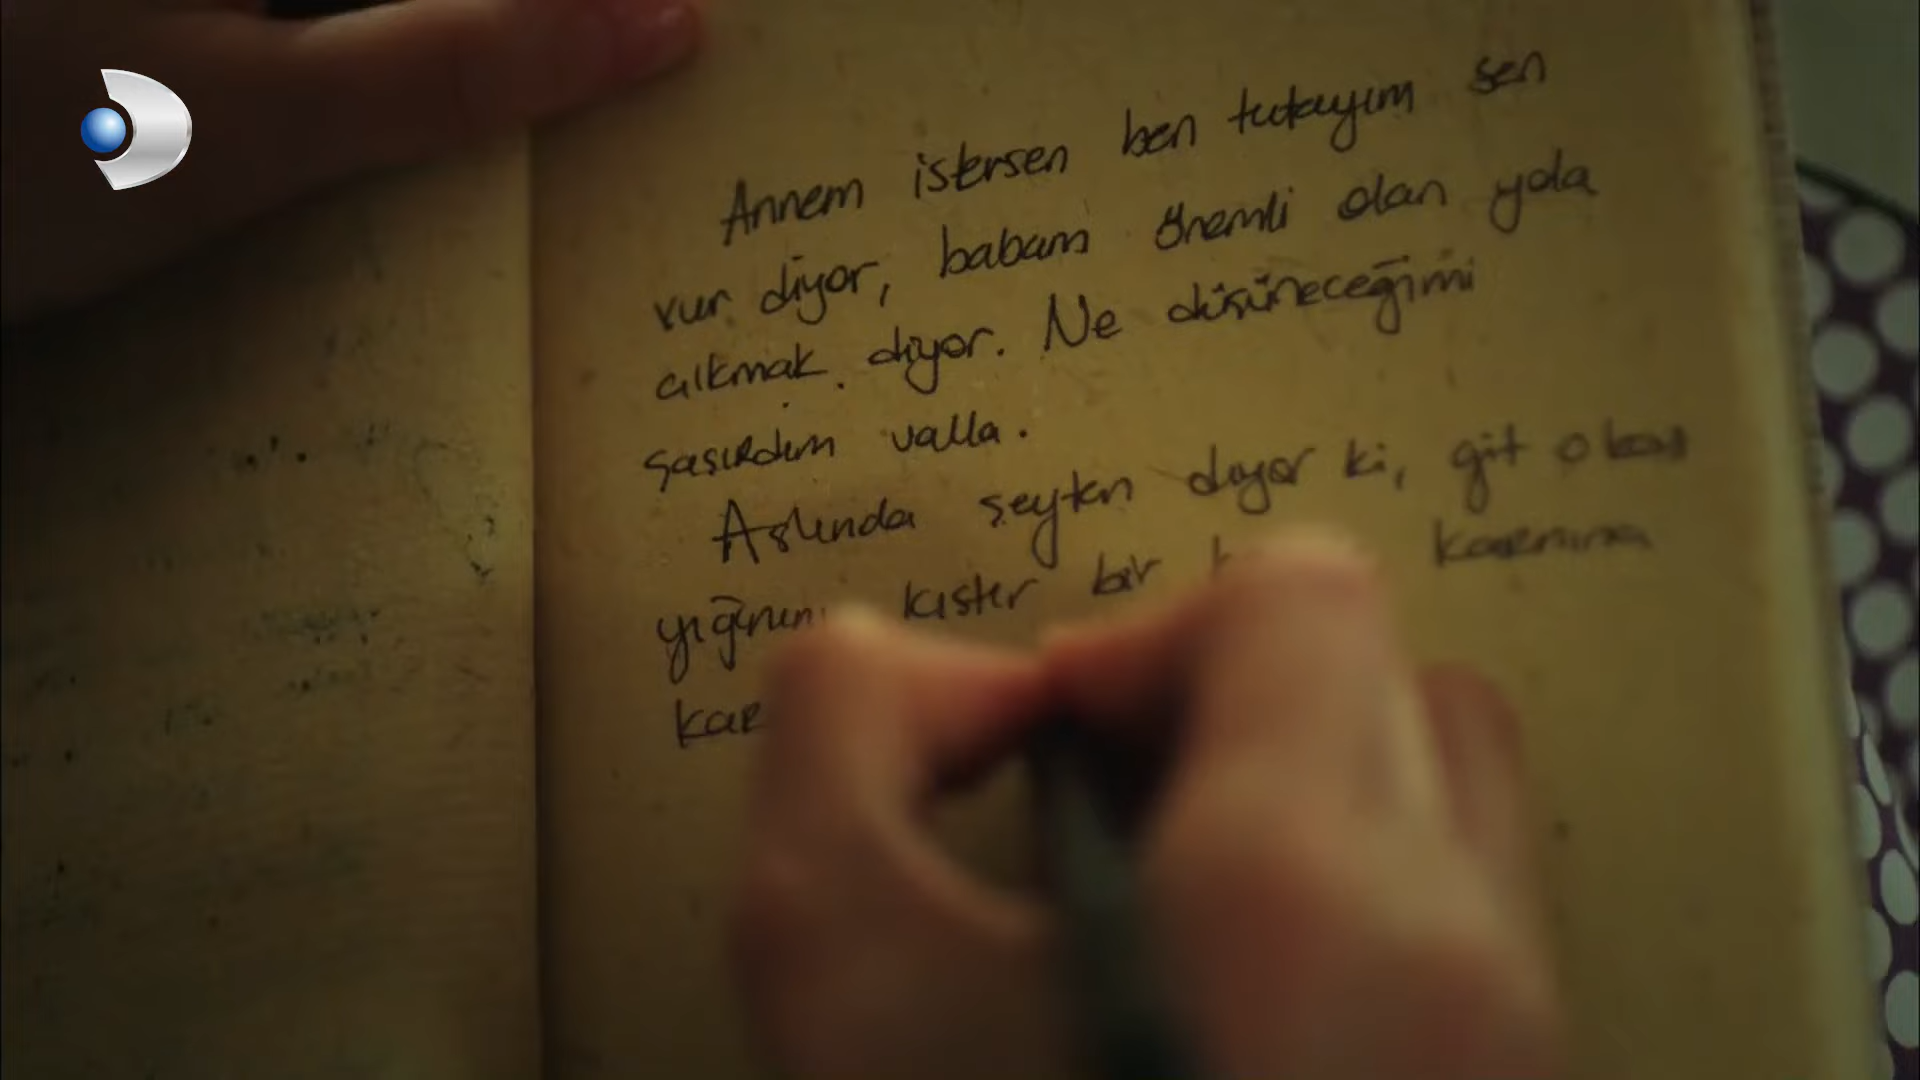 Annem istersen ben tutayım sen
vur diyor, babam önemli olan yola
çıkmak diyor. Ne düşüneceğimi
şaşırdım valla.
Aslında şeytan diyor ki, git o
yığının kıstır bir karnına